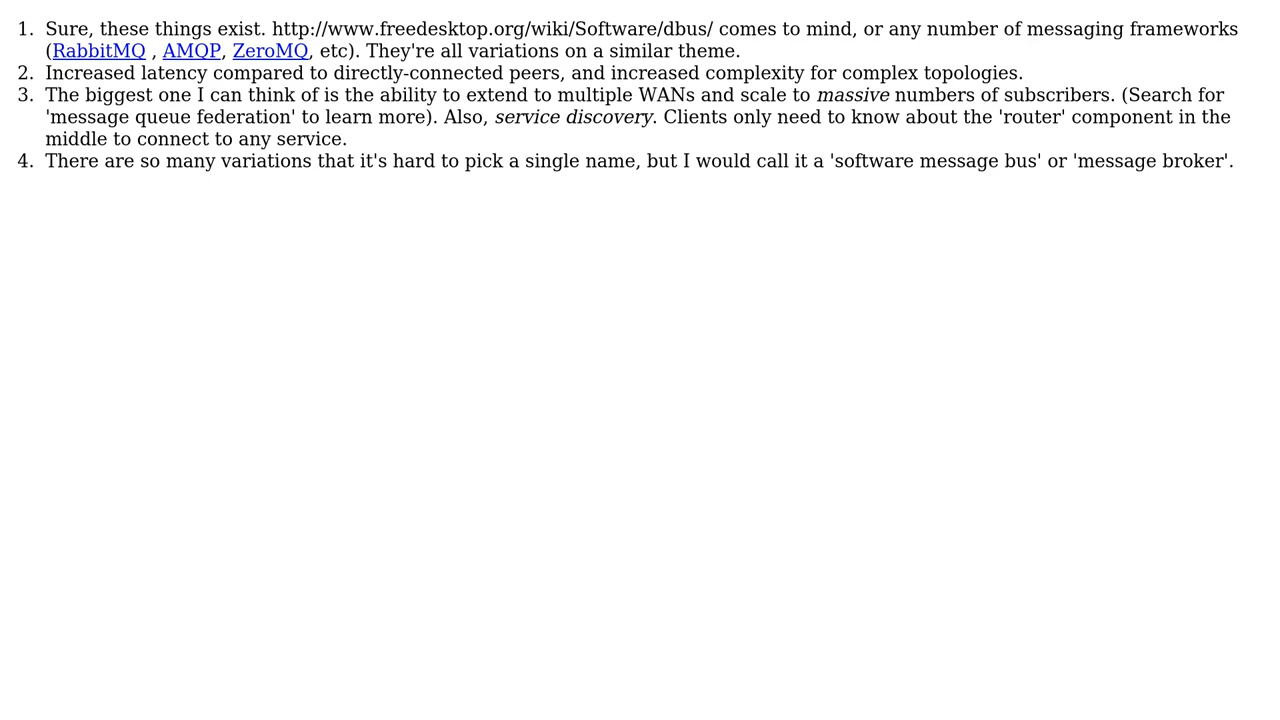 1. Sure, these things exist. http://www.freedesktop.org/wiki/Software/dbus/ comes to mind, or any number of messaging frameworks
(RabbitMQ , AMQP, ZeroMQ, etc). They're all variations on a similar theme.
2. Increased latency compared to directly-connected peers, and increased complexity for complex topologies.
3. The biggest one I can think of is the ability to extend to multiple WANs and scale to massive numbers of subscribers. (Search for
'message queue federation' to learn more). Also, service discovery. Clients only need to know about the 'router' component in the
middle to connect to any service.
4. There are so many variations that it's hard to pick a single name, but I would call it a 'software message bus' or 'message broker'.